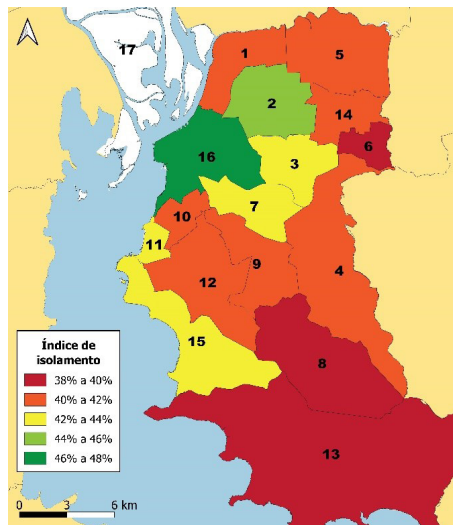 17
1
5
2
14
6
16
3
7
10
11
12
9
4
15
8
13
Índice de
isolamento
38% a 40%
40% a 42%
42% a 44%
44% a 46%
46% a 48%
0 3 6 km